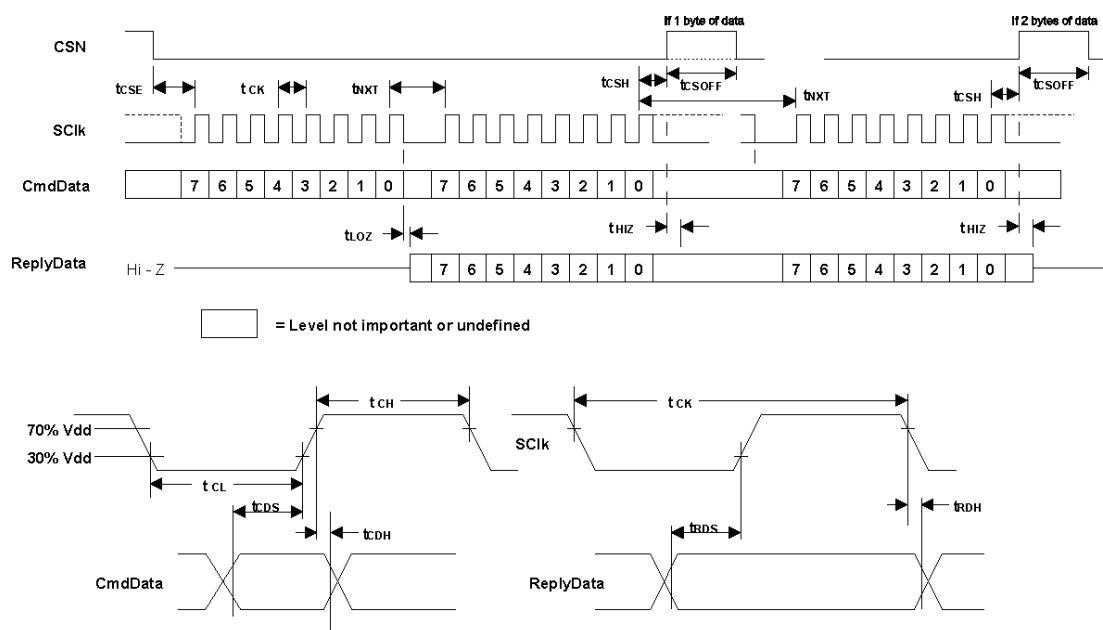 If 1 byte of data
If 2 bytes of data
CSN
tCSE
t CK
tNXT
tCSH
tCSOFF
tNXT
tCSH
tCSOFF
SClk
CmdData
7 6 5 4 3 2 1 0
7 6 5 4 3 2 1 0
7 6 5 4 3 2 1 0
tLOZ
tHIZ
tHIZ
ReplyData
Hi - Z
7 6 5 4 3 2 1 0
7 6 5 4 3 2 1 0
= Level not important or undefined
t CH
t CK
70% Vdd
30% Vdd
SClk
t CL
tCDS
tCDH
tRDS
tRDH
CmdData
ReplyData